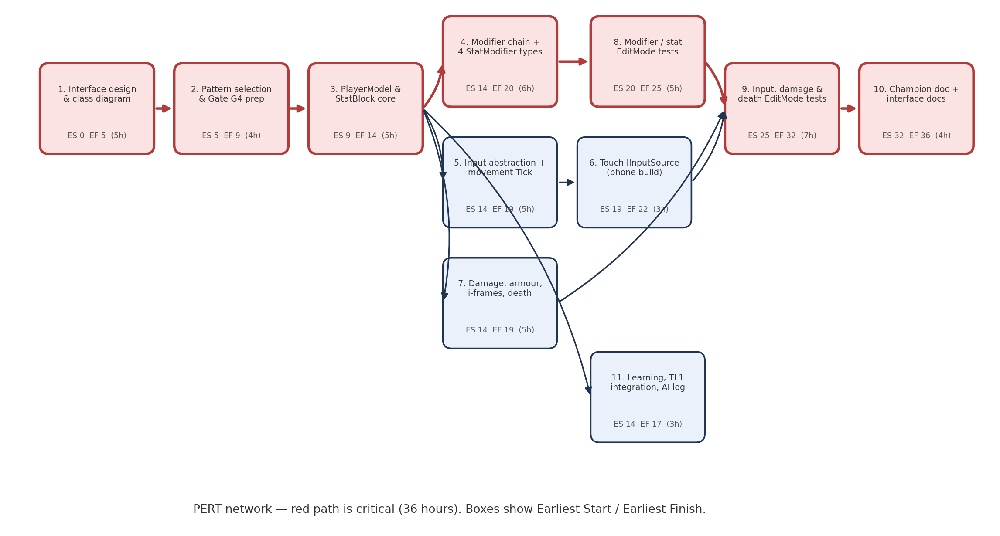 1. Interface design
& class diagram
ES 0  EF 5  (5h)
2. Pattern selection
& Gate G4 prep
ES 5  EF 9  (4h)
3. PlayerModel &
StatBlock core
ES 9  EF 14  (5h)
4. Modifier chain +
4 StatModifier types
ES 14  EF 20  (6h)
8. Modifier / stat
EditMode tests
ES 20  EF 25  (5h)
9. Input, damage &
death EditMode tests
ES 25  EF 32  (7h)
10. Champion doc +
interface docs
ES 32  EF 36  (4h)
5. Input abstraction +
movement Tick
ES 14  EF 19  (5h)
6. Touch IInputSource
(phone build)
ES 19  EF 22  (3h)
7. Damage, armour,
i-frames, death
ES 14  EF 19  (5h)
11. Learning, TL1
integration, AI log
ES 14  EF 17  (3h)
PERT network — red path is critical (36 hours). Boxes show Earliest Start / Earliest Finish.